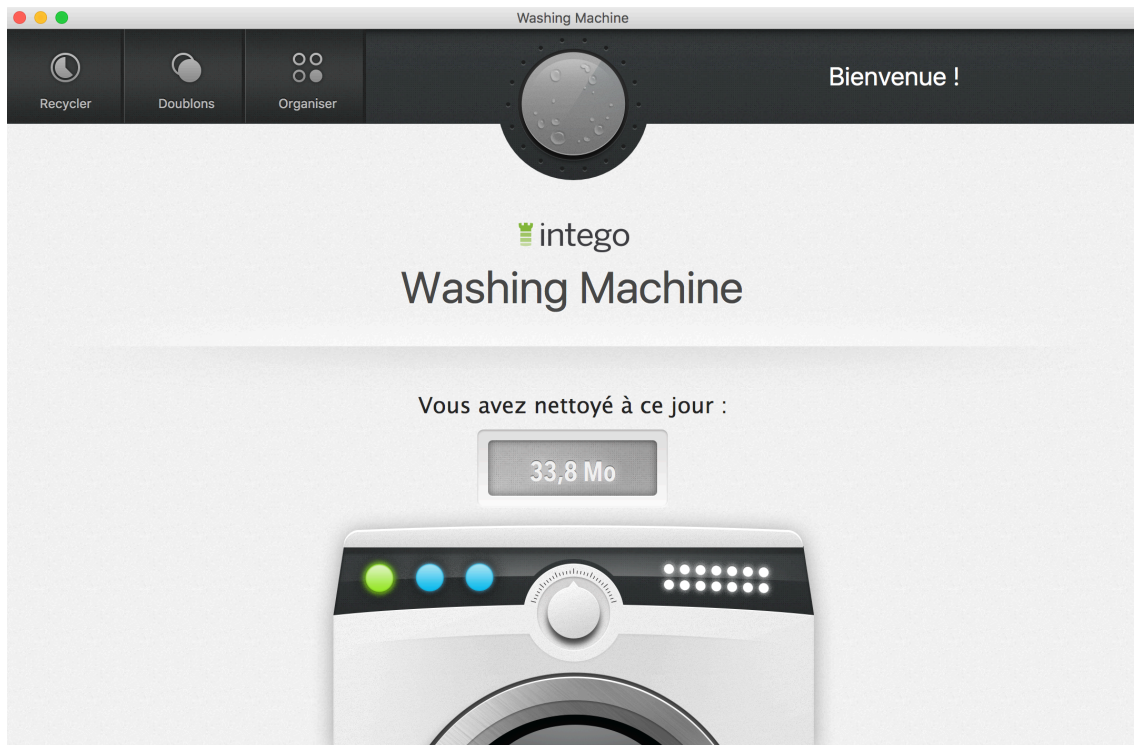 Washing Machine
Recycler
Doublons
Organiser
Bienvenue !
intego
Washing Machine
Vous avez nettoyé à ce jour :
33,8 Mo